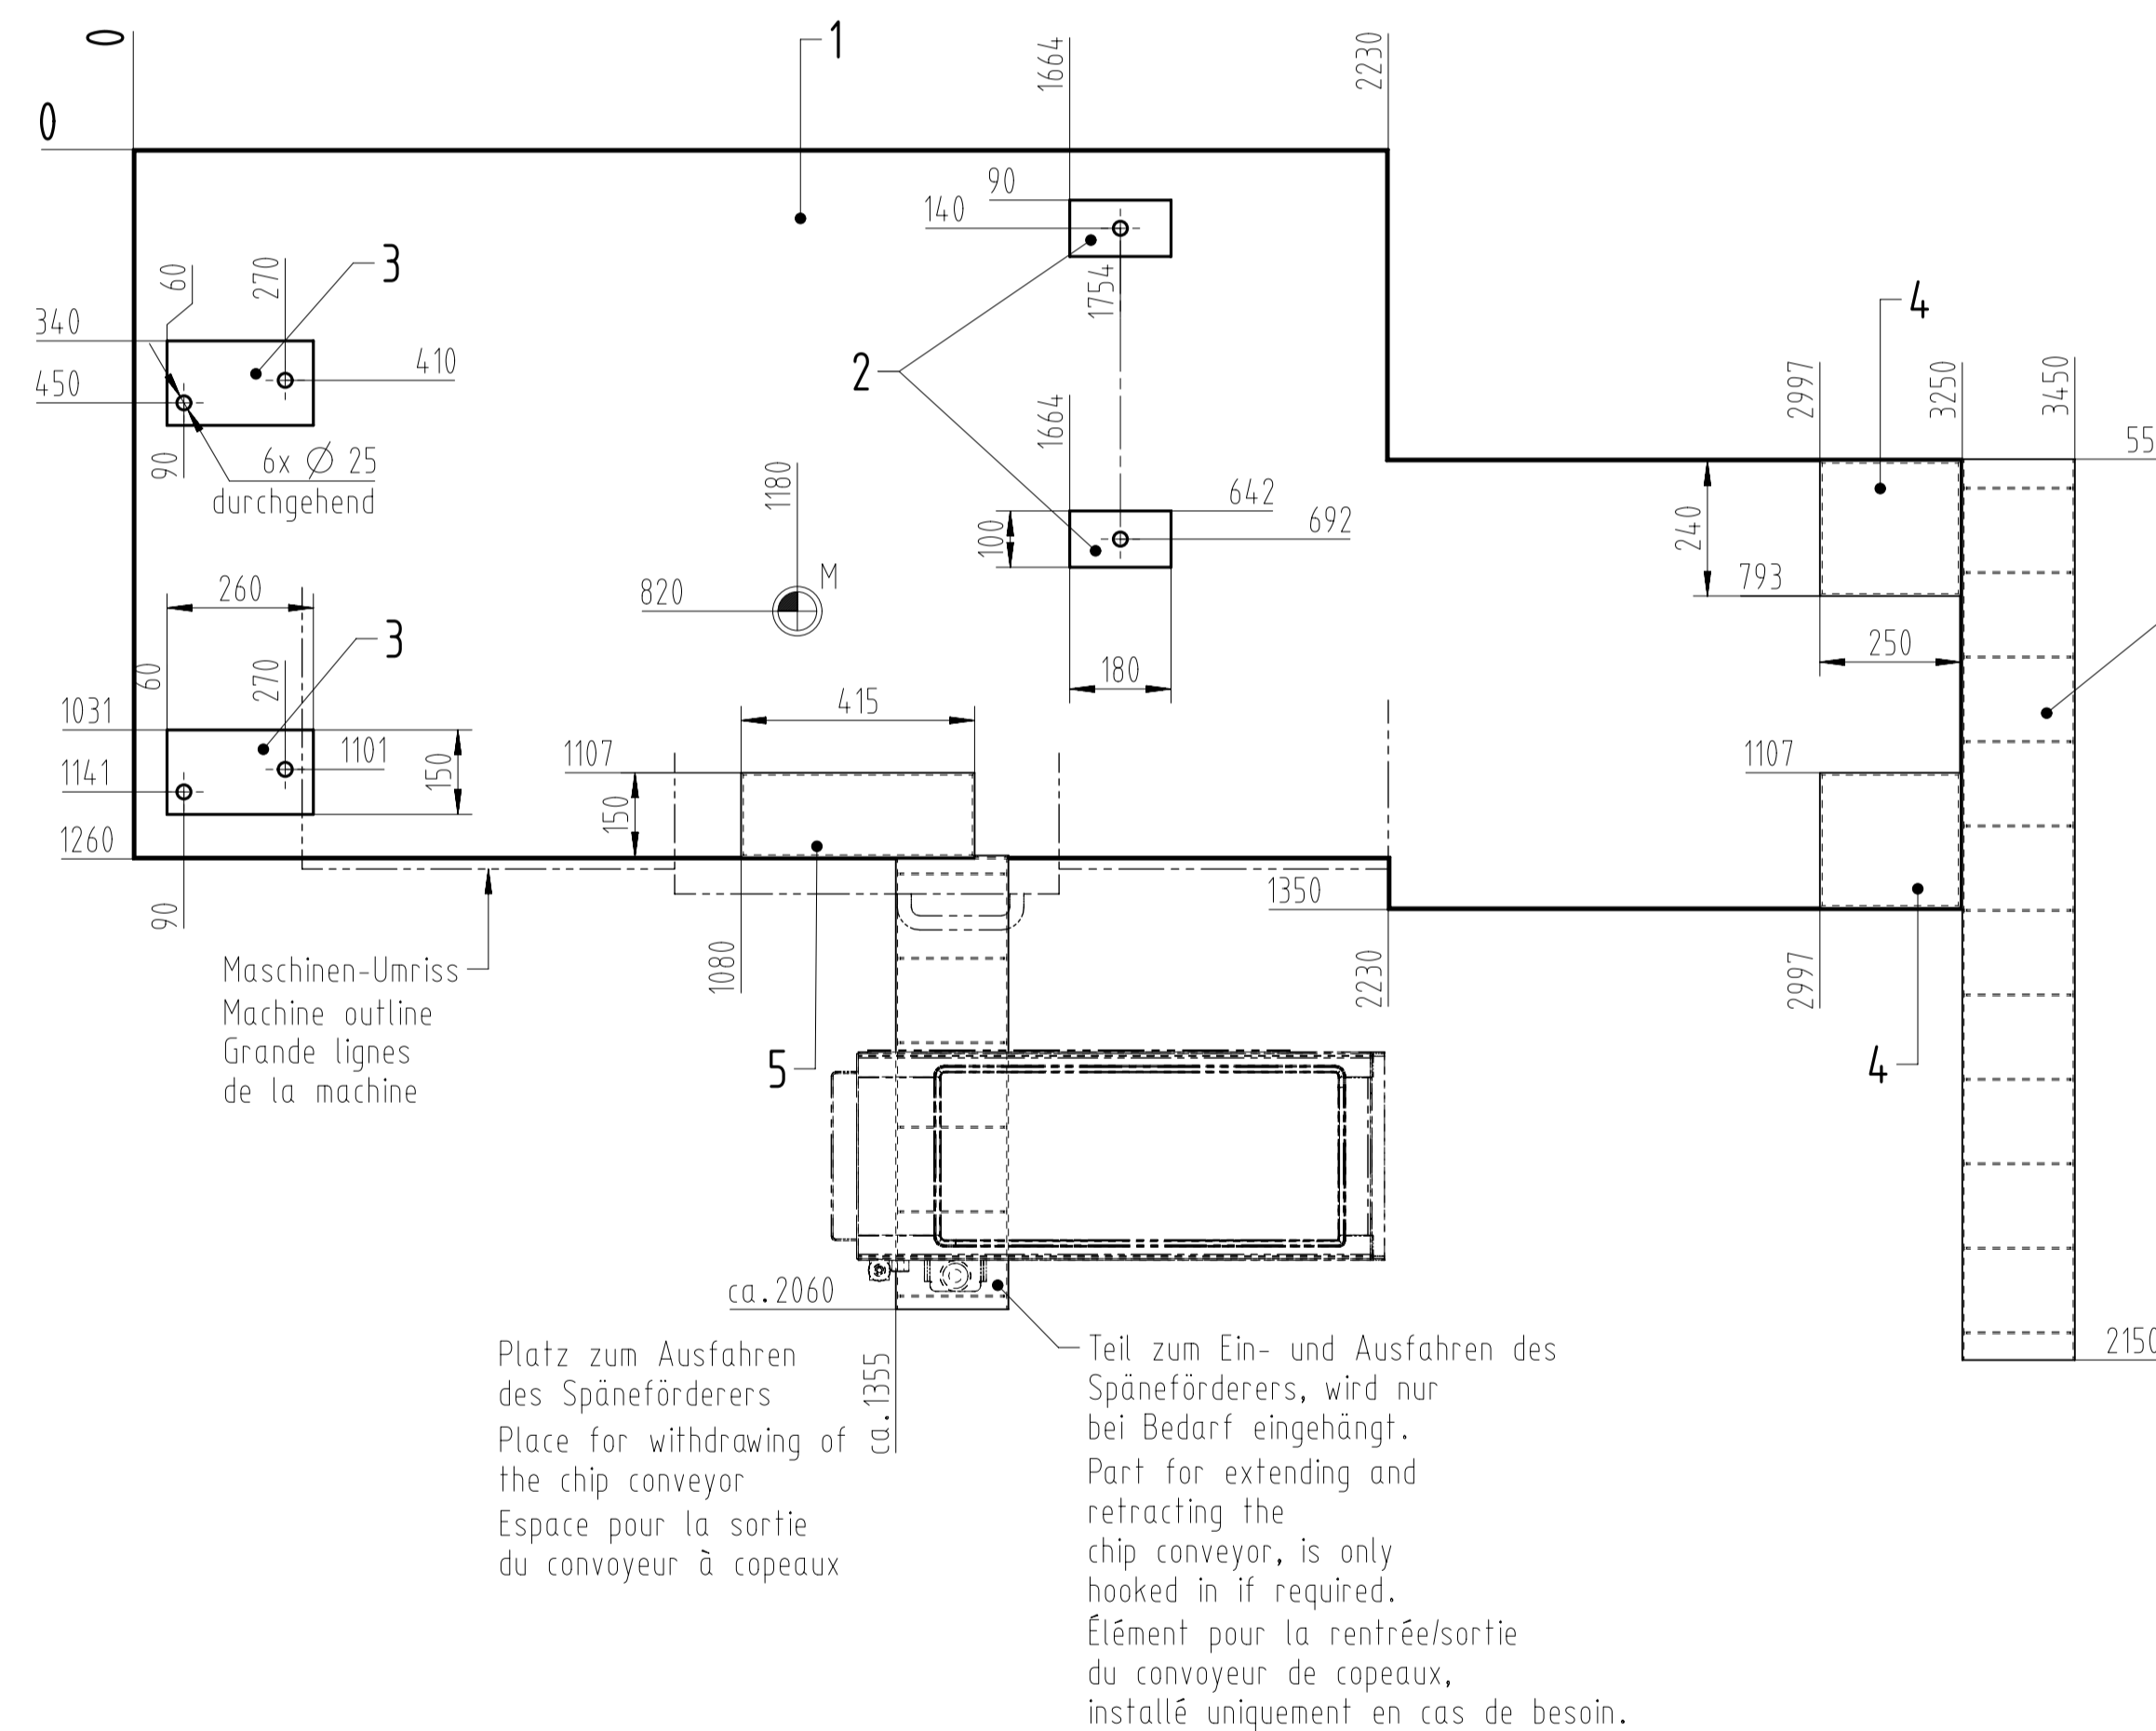 0
1
1664
2230
0
90
140
3
60
270
1754
4
340
410
2
2997
3250
3450
450
1664
55
90
6x Ø 25
durchgehend
1180
642
692
100
240
M
260
820
793
3
60
270
180
250
415
1031
1101
1107
1107
1141
150
150
1260
1350
90
1080
2230
2997
Maschinen-Umriss
Machine outline
Grande lignes
de la machine
5
4
ca.2060
2150
Platz zum Ausfahren
des Späneförderers
Place for withdrawing of
the chip conveyor
Espace pour la sortie
du convoyeur à copeaux
ca.1355
Teil zum Ein- und Ausfahren des
Späneförderers, wird nur
bei Bedarf eingehängt.
Part for extending and
retracting the
chip conveyor, is only
hooked in if required.
Élément pour la rentrée/sortie
du convoyeur de copeaux,
installé uniquement en cas de besoin.